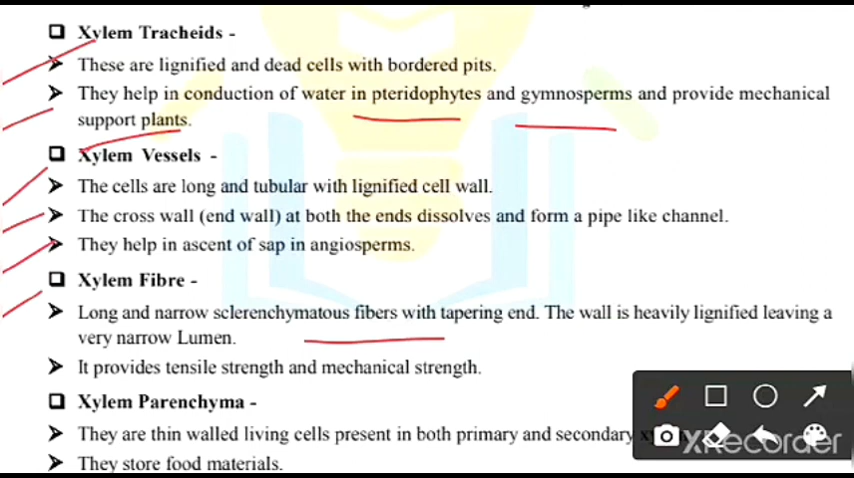 ❑ Xylem Tracheids -
➤ These are lignified and dead cells with bordered pits.
➤ They help in conduction of water in pteridophytes and gymnosperms and provide mechanical
support plants.
❑ Xylem Vessels -
➤ The cells are long and tubular with lignified cell wall.
➤ The cross wall (end wall) at both the ends dissolves and form a pipe like channel.
➤ They help in ascent of sap in angiosperms.
❑ Xylem Fibre -
➤ Long and narrow sclerenchymatous fibers with tapering end. The wall is heavily lignified leaving a
very narrow Lumen.
➤ It provides tensile strength and mechanical strength.
❑ Xylem Parenchyma -
➤ They are thin walled living cells present in both primary and secondary
XRecorder
➤ They store food materials.